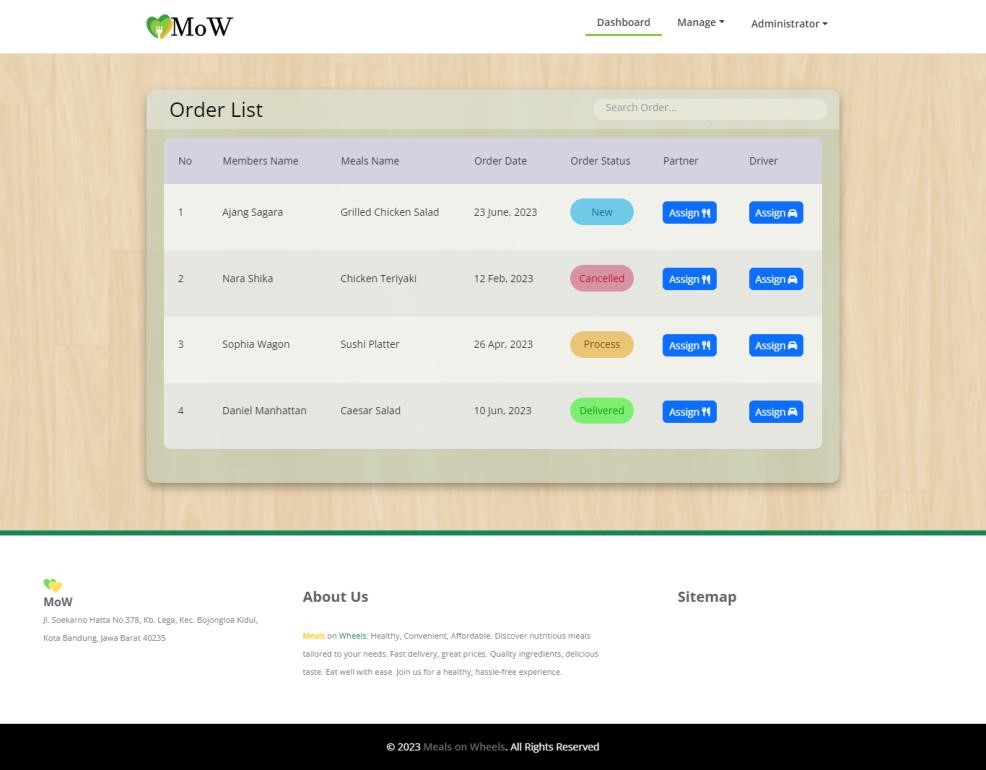 MoW
Dashboard Manage Administrator
Order List
Search Order...
No Members Name Meals Name Order Date Order Status Partner Driver
1 Ajang Sagara Grilled Chicken Salad 23 June, 2023 New Assign Assign
2 Nara Shika Chicken Teriyaki 12 Feb, 2023 Cancelled Assign Assign
3 Sophia Wagon Sushi Platter 26 Apr, 2023 Process Assign Assign
4 Daniel Manhattan Caesar Salad 10 Jun, 2023 Delivered Assign Assign
MoW
Jl. Soekarno Hatta No.378, Kb. Lega, Kec. Bojongloa Kidul,
Kota Bandung, Jawa Barat 40235
About Us
Meals on Wheels: Healthy, Convenient, Affordable. Discover nutritious meals
tailored to your needs. Fast delivery, great prices. Quality ingredients, delicious
taste. Eat well with ease. Join us for a healthy, hassle-free experience.
Sitemap
© 2023 Meals on Wheels. All Rights Reserved